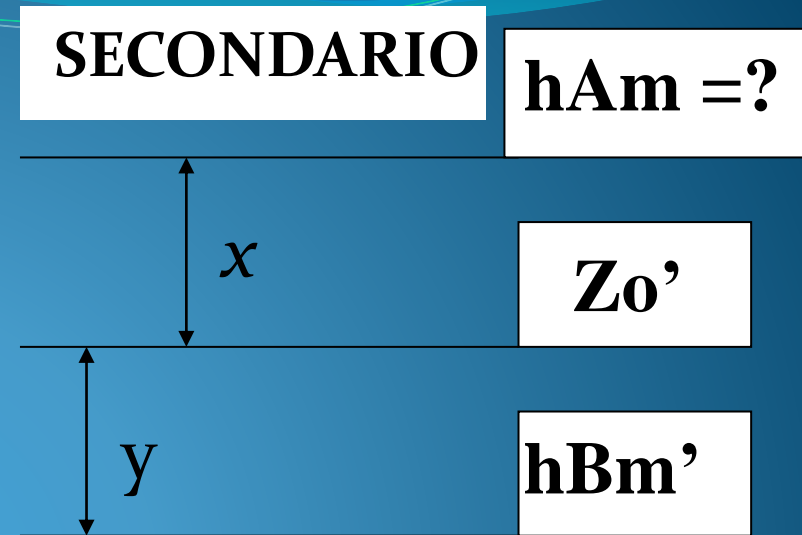 SECONDARIO
hAm =?
x
Zo’
y
hBm’